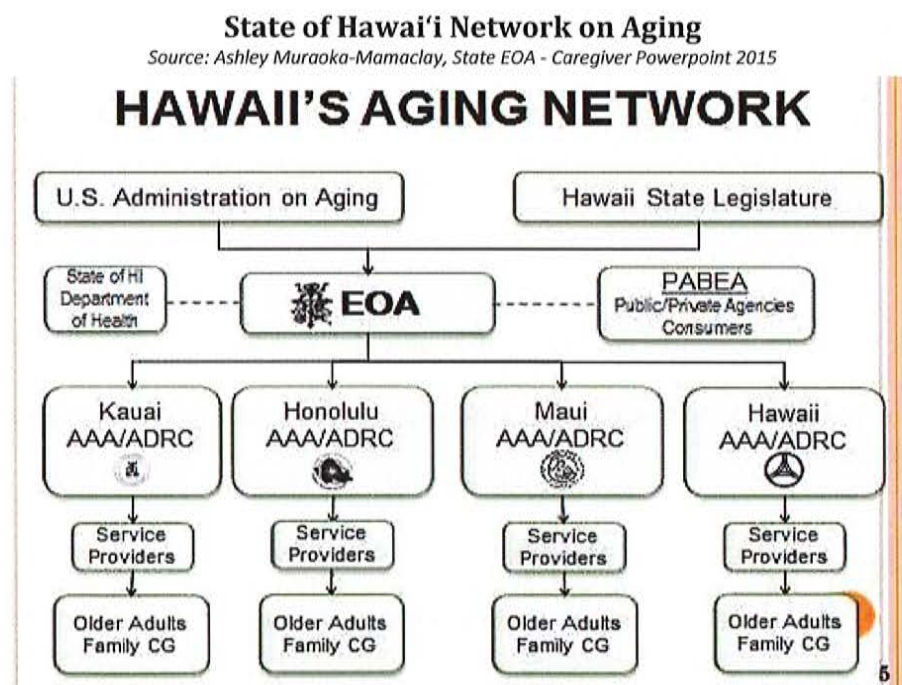 State of Hawai‘i Network on Aging
Source: Ashley Muraoka-Mamaclay, State EOA - Caregiver Powerpoint 2015
HAWAII'S AGING NETWORK
U.S. Administration on Aging
Hawaii State Legislature
State of HI
Department
of Health
EOA
PABEA
Public/Private Agencies
Consumers
Kauai
AAA/ADRC
Honolulu
AAA/ADRC
Maui
AAA/ADRC
Hawaii
AAA/ADRC
Service
Providers
Service
Providers
Service
Providers
Service
Providers
Older Adults
Family CG
Older Adults
Family CG
Older Adults
Family CG
Older Adults
Family CG
5